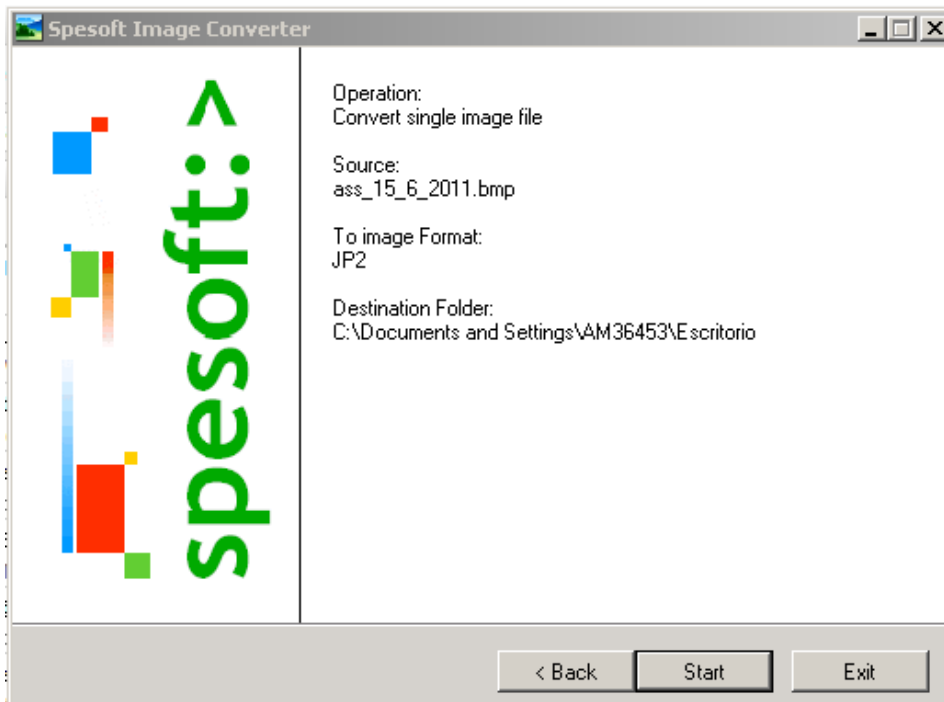 Spesoft Image Converter
spesoft:>
Operation:
Convert single image file
Source:
ass_15_6_2011.bmp
To image Format:
JP2
Destination Folder:
C:\Documents and Settings\AM36453\Escritorio
< Back
Start
Exit